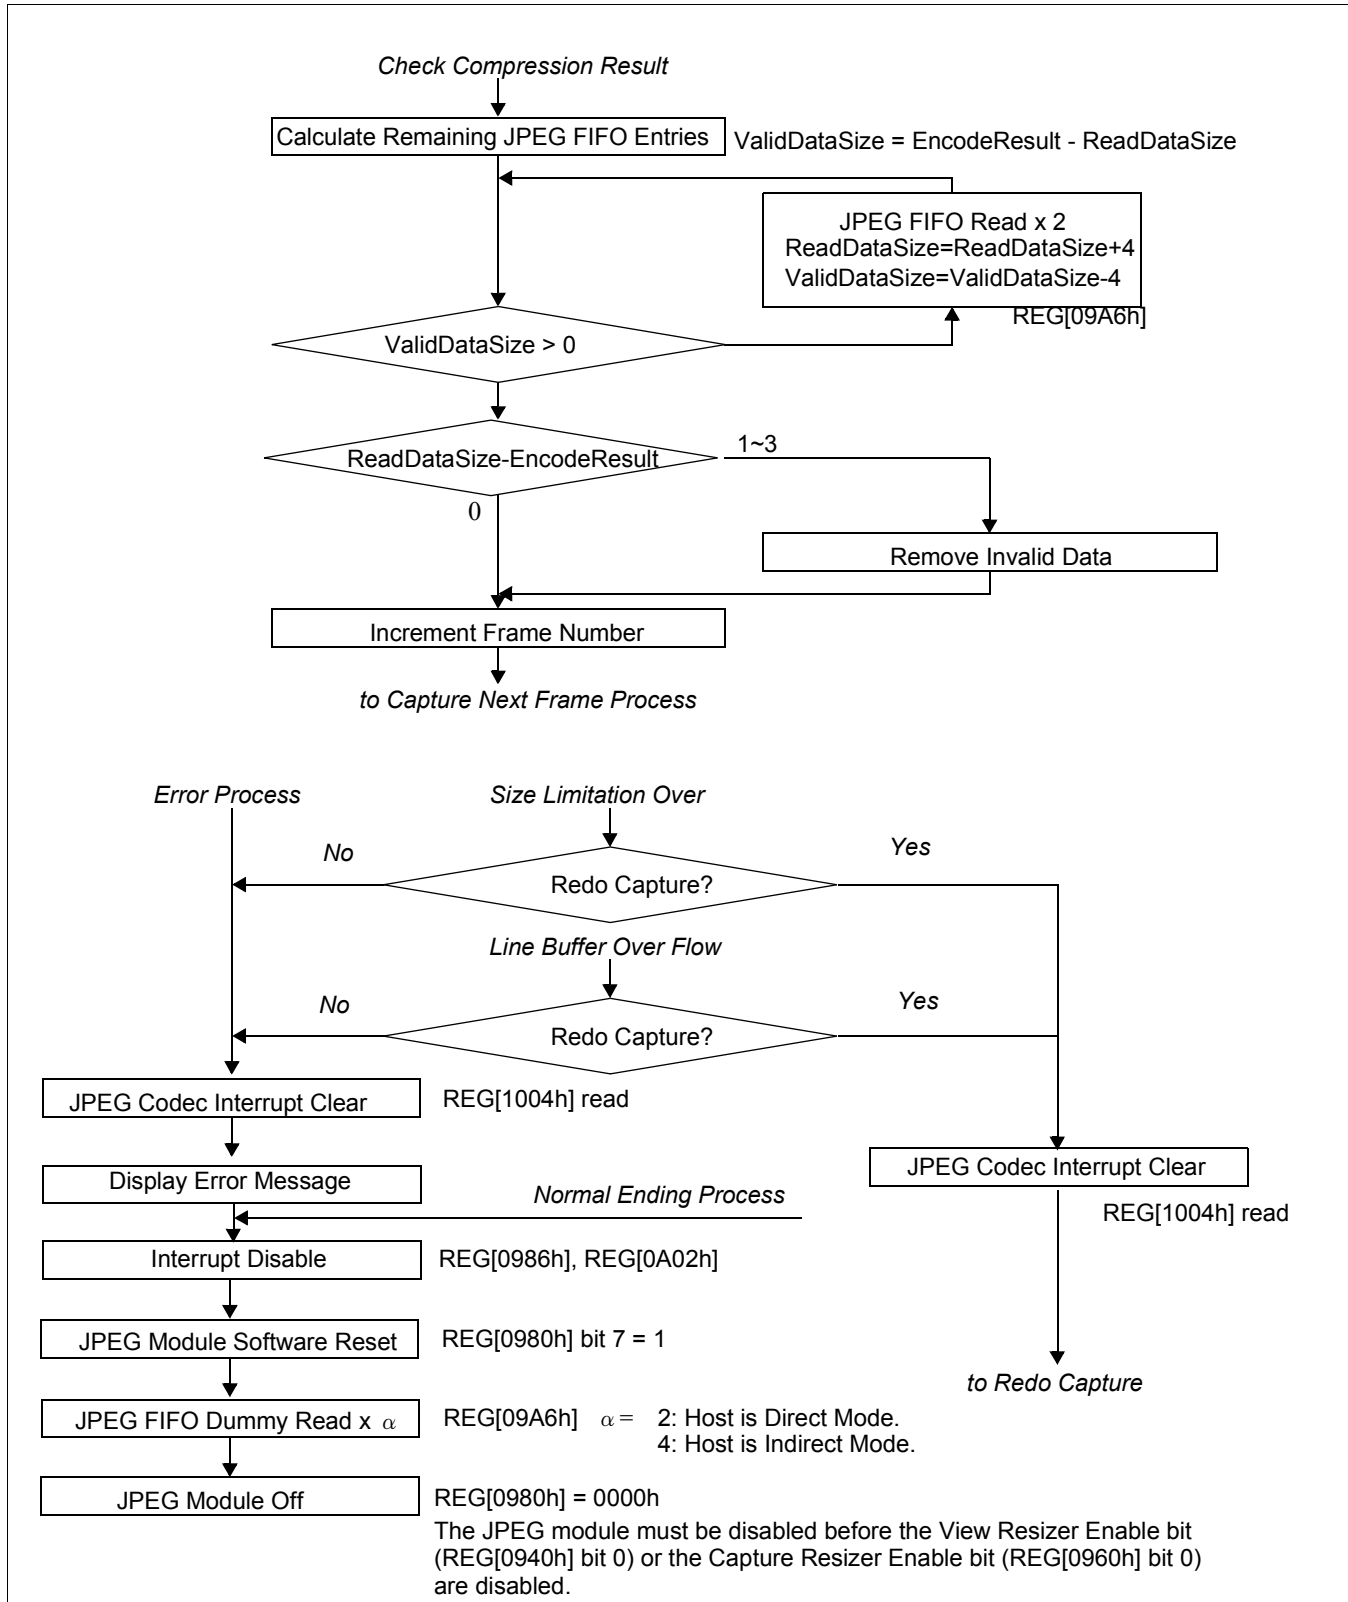 Check Compression Result
Calculate Remaining JPEG FIFO Entries
ValidDataSize = EncodeResult - ReadDataSize
JPEG FIFO Read x 2
ReadDataSize=ReadDataSize+4
ValidDataSize=ValidDataSize-4
REG[09A6h]
ValidDataSize > 0
ReadDataSize-EncodeResult
1~3
0
Remove Invalid Data
Increment Frame Number
to Capture Next Frame Process
Error Process
Size Limitation Over
No
Redo Capture?
Yes
Line Buffer Over Flow
No
Redo Capture?
Yes
JPEG Codec Interrupt Clear
REG[1004h] read
JPEG Codec Interrupt Clear
REG[1004h] read
Display Error Message
Normal Ending Process
Interrupt Disable
REG[0986h], REG[0A02h]
JPEG Module Software Reset
REG[0980h] bit 7 = 1
to Redo Capture
JPEG FIFO Dummy Read x α
REG[09A6h] α = 2: Host is Direct Mode.
4: Host is Indirect Mode.
JPEG Module Off
REG[0980h] = 0000h
The JPEG module must be disabled before the View Resizer Enable bit
(REG[0940h] bit 0) or the Capture Resizer Enable bit (REG[0960h] bit 0)
are disabled.